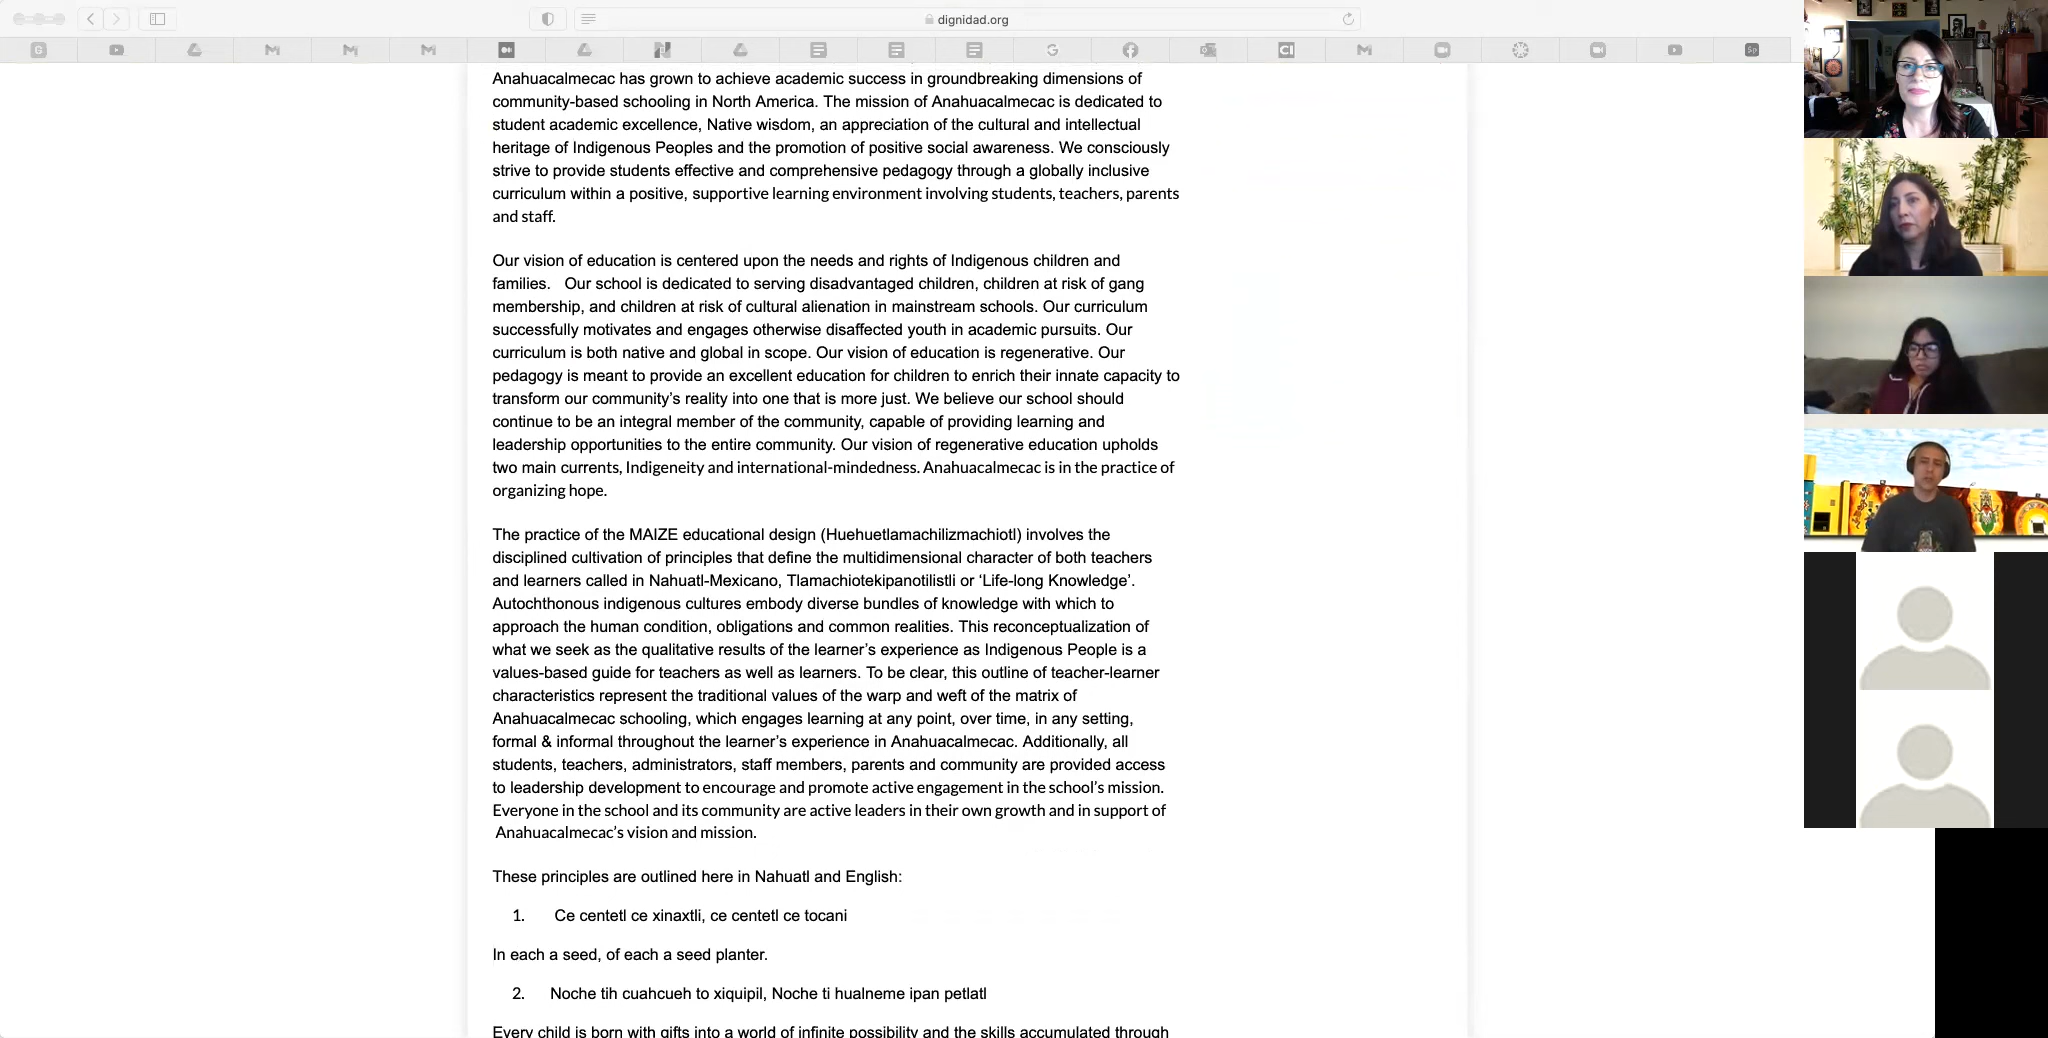 dignidad.org
Anahuacalmecac has grown to achieve academic success in groundbreaking dimensions of
community-based schooling in North America. The mission of Anahuacalmecac is dedicated to
student academic excellence, Native wisdom, an appreciation of the cultural and intellectual
heritage of Indigenous Peoples and the promotion of positive social awareness. We consciously
strive to provide students effective and comprehensive pedagogy through a globally inclusive
curriculum within a positive, supportive learning environment involving students, teachers, parents
and staff.
Our vision of education is centered upon the needs and rights of Indigenous children and
families. Our school is dedicated to serving disadvantaged children, children at risk of gang
membership, and children at risk of cultural alienation in mainstream schools. Our curriculum
successfully motivates and engages otherwise disaffected youth in academic pursuits. Our
curriculum is both native and global in scope. Our vision of education is regenerative. Our
pedagogy is meant to provide an excellent education for children to enrich their innate capacity to
transform our community's reality into one that is more just. We believe our school should
continue to be an integral member of the community, capable of providing learning and
leadership opportunities to the entire community. Our vision of regenerative education upholds
two main currents, Indigeneity and international-mindedness. Anahuacalmecac is in the practice of
organizing hope.
The practice of the MAIZE educational design (Huehuetlamachilizmachiotl) involves the
disciplined cultivation of principles that define the multidimensional character of both teachers
and learners called in Nahuatl-Mexicano, Tlamachiotekipanotilistli or 'Life-long Knowledge'.
Autochthonous indigenous cultures embody diverse bundles of knowledge with which to
approach the human condition, obligations and common realities. This reconceptualization of
what we seek as the qualitative results of the learner's experience as Indigenous People is a
values-based guide for teachers as well as learners. To be clear, this outline of teacher-learner
characteristics represent the traditional values of the warp and weft of the matrix of
Anahuacalmecac schooling, which engages learning at any point, over time, in any setting,
formal & informal throughout the learner's experience in Anahuacalmecac. Additionally, all
students, teachers, administrators, staff members, parents and community are provided access
to leadership development to encourage and promote active engagement in the school's mission.
Everyone in the school and its community are active leaders in their own growth and in support of
Anahuacalmecac's vision and mission.
These principles are outlined here in Nahuatl and English:
1. Ce centetl ce xinaxtli, ce centetl ce tocani
In each a seed, of each a seed planter.
2. Noche tih cuahcueh to xiquipil, Noche ti hualneme ipan petlatl
Every child is born with gifts into a world of infinite possibility and the skills accumulated through